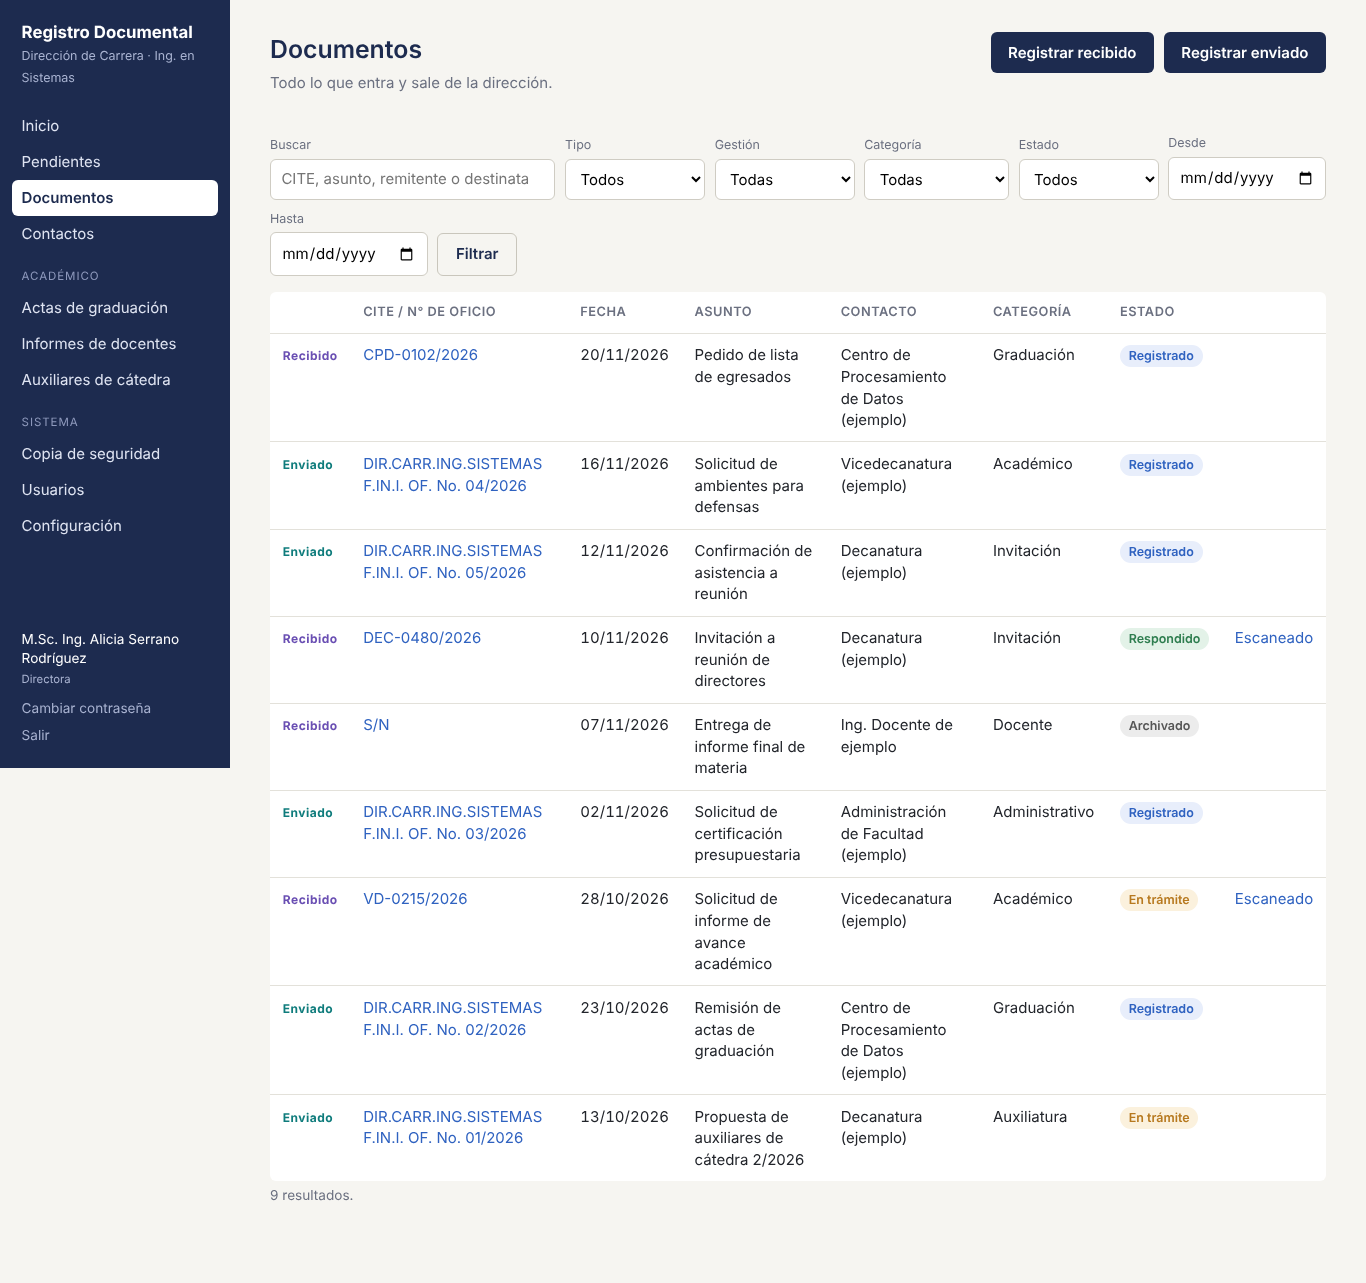 Registro Documental
Dirección de Carrera · Ing. en
Sistemas
Inicio
Pendientes
Documentos
Contactos
ACADÉMICO
Actas de graduación
Informes de docentes
Auxiliares de cátedra
SISTEMA
Copia de seguridad
Usuarios
Configuración
M.Sc. Ing. Alicia Serrano
Rodríguez
Directora
Cambiar contraseña
Salir
Documentos
Todo lo que entra y sale de la dirección.
Registrar recibido
Registrar enviado
Buscar
CITE, asunto, remitente o destinata
Tipo
Todos
Gestión
Todas
Categoría
Todas
Estado
Todos
Desde
mm/dd/yyyy
Hasta
mm/dd/yyyy
Filtrar
CITE / N° DE OFICIO FECHA ASUNTO CONTACTO CATEGORÍA ESTADO
Recibido CPD-0102/2026 20/11/2026 Pedido de lista Centro de Graduación Registrado
de egresados Procesamiento
de Datos
(ejemplo)
Enviado DIR.CARR.ING.SISTEMAS 16/11/2026 Solicitud de Vicedecanatura Académico Registrado
F.IN.I. OF. No. 04/2026 ambientes para (ejemplo)
defensas
Enviado DIR.CARR.ING.SISTEMAS 12/11/2026 Confirmación de Decanatura Invitación Registrado
F.IN.I. OF. No. 05/2026 asistencia a (ejemplo)
reunión
Recibido DEC-0480/2026 10/11/2026 Invitación a Decanatura Invitación Respondido Escaneado
reunión de (ejemplo)
directores
Recibido S/N 07/11/2026 Entrega de Ing. Docente de Docente Archivado
informe final de ejemplo
materia
Enviado DIR.CARR.ING.SISTEMAS 02/11/2026 Solicitud de Administración Administrativo Registrado
F.IN.I. OF. No. 03/2026 certificación de Facultad
presupuestaria (ejemplo)
Recibido VD-0215/2026 28/10/2026 Solicitud de Vicedecanatura Académico En trámite Escaneado
informe de (ejemplo)
avance
académico
Enviado DIR.CARR.ING.SISTEMAS 23/10/2026 Remisión de Centro de Graduación Registrado
F.IN.I. OF. No. 02/2026 actas de Procesamiento
graduación de Datos
(ejemplo)
Enviado DIR.CARR.ING.SISTEMAS 13/10/2026 Propuesta de Decanatura Auxiliatura En trámite
F.IN.I. OF. No. 01/2026 auxiliares de (ejemplo)
cátedra 2/2026
9 resultados.